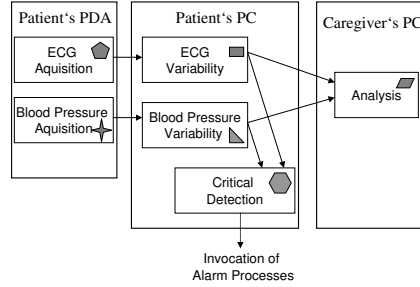 Patient‘s PDA
Patient‘s PC
Caregiver‘s PC
ECG
Aquisition
ECG
Variability
Analysis
Blood Pressure
Aquisition
Blood Pressure
Variability
Critical
Detection
Invocation of
Alarm Processes